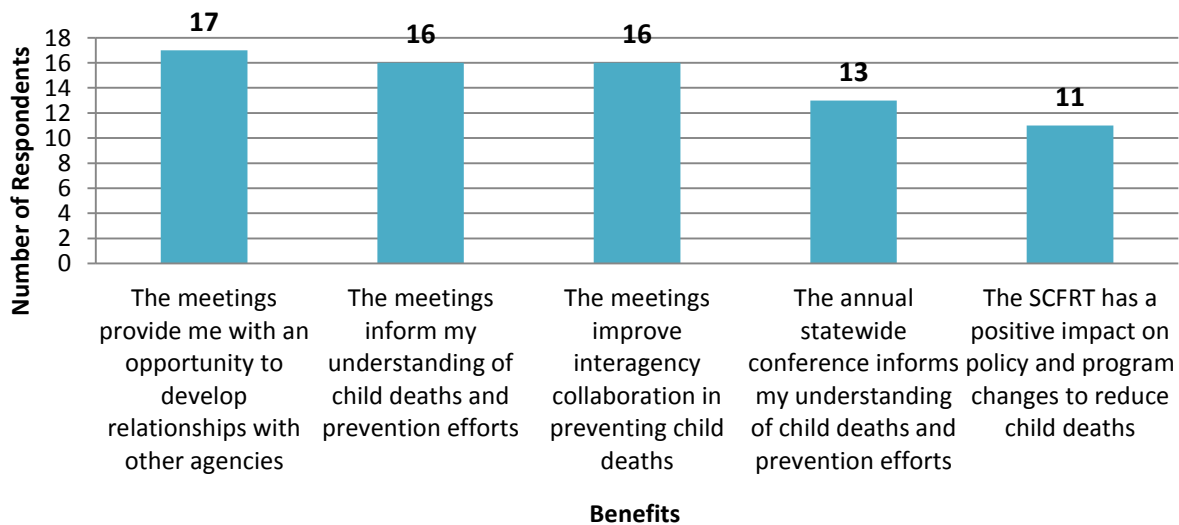 Number of Respondents
18
16
14
12
10
8
6
4
2
0
17
16
16
13
11
The meetings
provide me with an
opportunity to
develop
relationships with
other agencies
The meetings
inform my
understanding of
child deaths and
prevention efforts
The meetings
improve
interagency
collaboration in
preventing child
deaths
The annual
statewide
conference informs
my understanding
of child deaths and
prevention efforts
The SCFRT has a
positive impact on
policy and program
changes to reduce
child deaths
Benefits